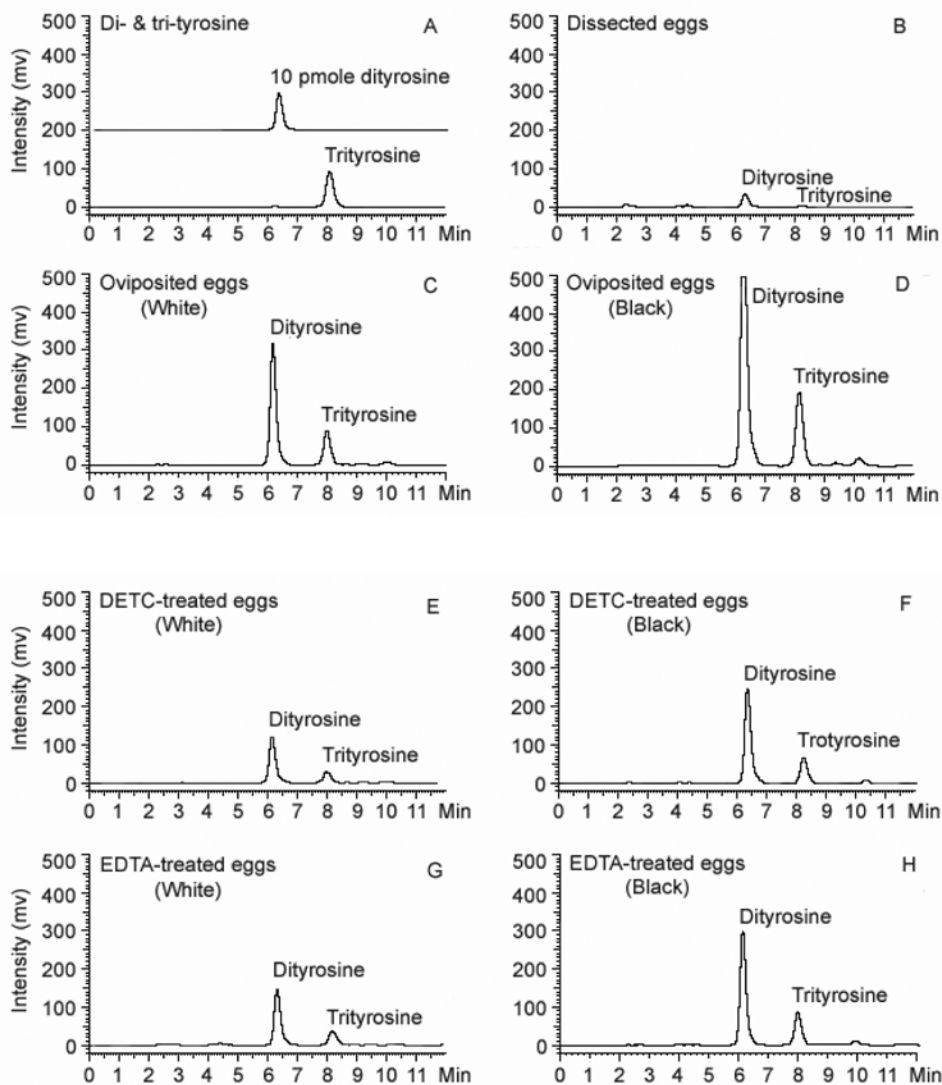 Di- & tri-tyrosine
A
500
400
300
200
100
0
Intensity (mv)
10 pmole dityrosine
Trityrosine
0 1 2 3 4 5 6 7 8 9 10 11 Min
Dissected eggs
B
500
400
300
200
100
0
Dityrosine
Trityrosine
0 1 2 3 4 5 6 7 8 9 10 11 Min
Oviposited eggs
(White)
C
500
400
300
200
100
0
Intensity (mv)
Dityrosine
Trityrosine
0 1 2 3 4 5 6 7 8 9 10 11 Min
Oviposited eggs
(Black)
D
500
400
300
200
100
0
Dityrosine
Trityrosine
0 1 2 3 4 5 6 7 8 9 10 11 Min
DETC-treated eggs
(White)
E
500
400
300
200
100
0
Intensity (mv)
Dityrosine
Trityrosine
0 1 2 3 4 5 6 7 8 9 10 11 Min
DETC-treated eggs
(Black)
F
500
400
300
200
100
0
Dityrosine
Trotyrosine
0 1 2 3 4 5 6 7 8 9 10 11 Min
EDTA-treated eggs
(White)
G
500
400
300
200
100
0
Intensity (mv)
Dityrosine
Trityrosine
0 1 2 3 4 5 6 7 8 9 10 11 Min
EDTA-treated eggs
(Black)
H
500
400
300
200
100
0
Dityrosine
Trityrosine
0 1 2 3 4 5 6 7 8 9 10 11 Min